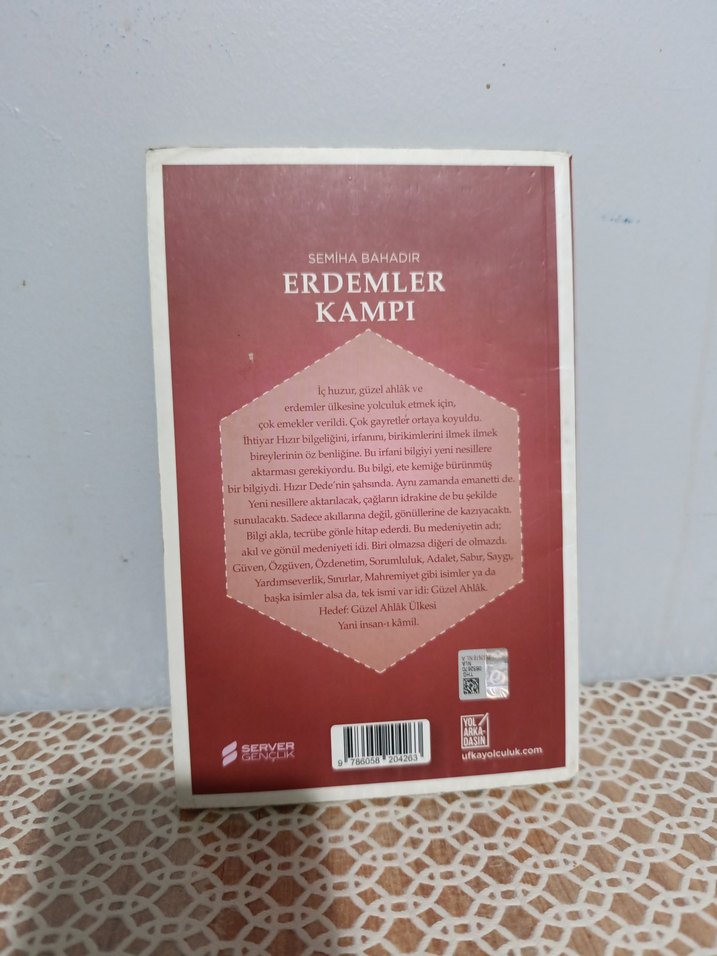 SEMİHA BAHADIR
ERDEMLER
KAMPI
İç huzur, güzel ahlâk ve
erdemler ülkesine yolculuk etmek için,
çok emekler verildi. Çok gayretler ortaya koyuldu.
İhtiyar Hızır bilgeliğini, irfanını, birikimlerini ilmek ilmek
bireylerinin öz benliğine. Bu irfani bilgiyi yeni nesillere
aktarması gerekiyordu. Bu bilgi, ete kemiğe bürünmüş
bir bilgiydi. Hızır Dede'nin şahsında. Aynı zamanda emanetti de.
Yeni nesillere aktarılacak, çağların idrakine de bu şekilde
sunulacaktı. Sadece akıllarına değil, gönüllerine de kazıyacaktı.
Bilgi akla, tecrübe gönle hitap ederdi. Bu medeniyetin adı;
akıl ve gönül medeniyeti idi. Biri olmazsa diğeri de olmazdı.
Güven, Özgüven, Özdenetim, Sorumluluk, Adalet, Sabır, Saygı,
Yardımseverlik, Sınırlar, Mahremiyet gibi isimler ya da
başka isimler alsa da, tek ismi var idi: Güzel Ahlâk.
Hedef: Güzel Ahlâk Ülkesi
Yani insan-ı kâmil.
SERVER
GENÇLİK
9 786058 204263
YOL
ARKA-
DAŞIN
ufkayolculuk.com